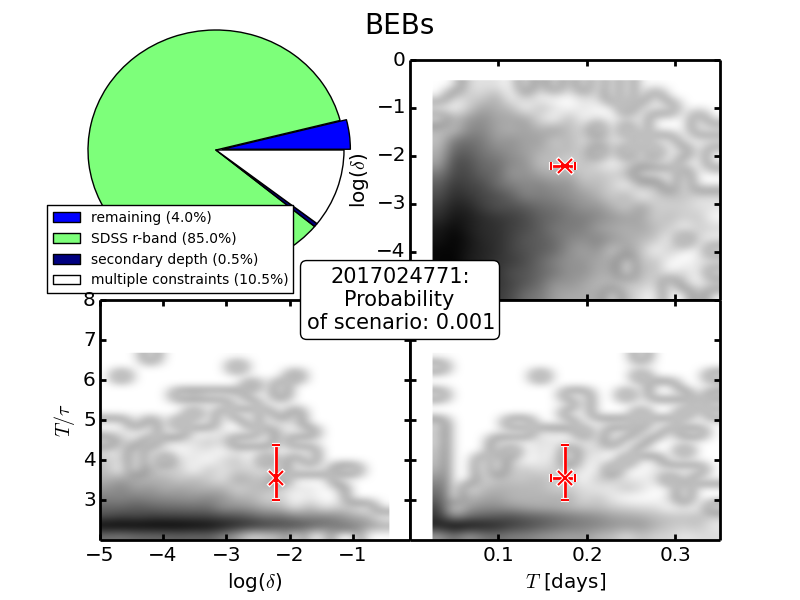 BEBs
remaining (4.0%)
SDSS r-band (85.0%)
secondary depth (0.5%)
multiple constraints (10.5%)
0
−1
−2
−3
−4
log(δ)
2017024771:
Probability
of scenario: 0.001
8
7
6
5
4
3
T/τ
−5 −4 −3 −2 −1
log(δ)
0.1 0.2 0.3
T [days]